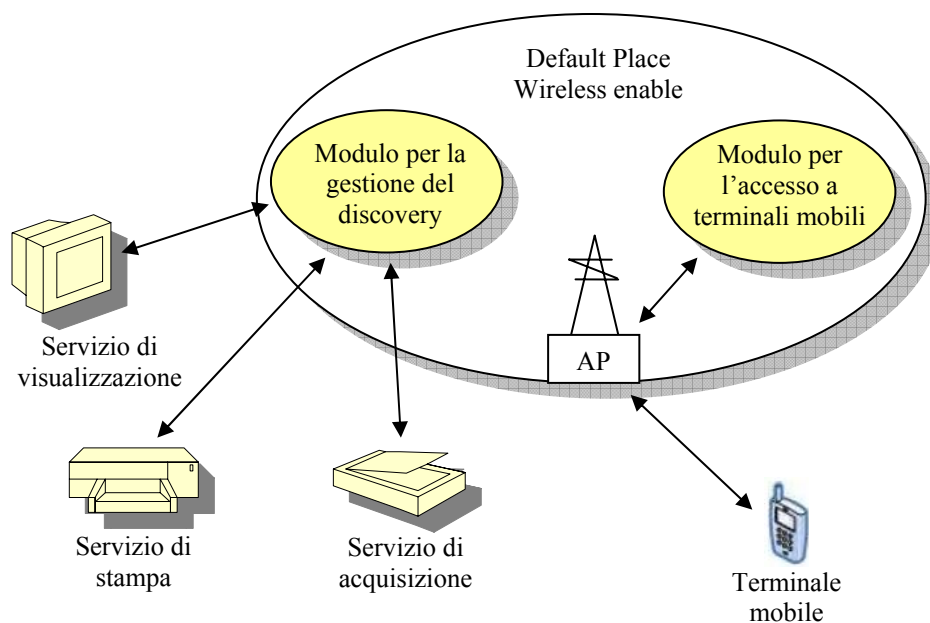 Default Place
Wireless enable
Modulo per la
gestione del
discovery
Modulo per
l’accesso a
terminali mobili
AP
Servizio di
visualizzazione
Servizio di
stampa
Servizio di
acquisizione
Terminale
mobile